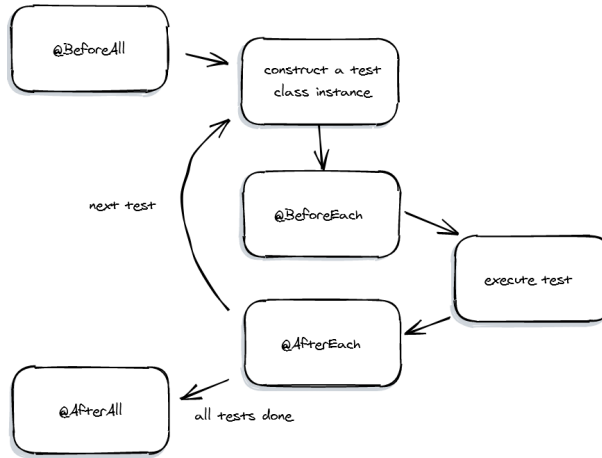 @BeforeAll
construct a test
class instance
next test
@BeforeEach
execute test
@AfterEach
@AfterAll
all tests done